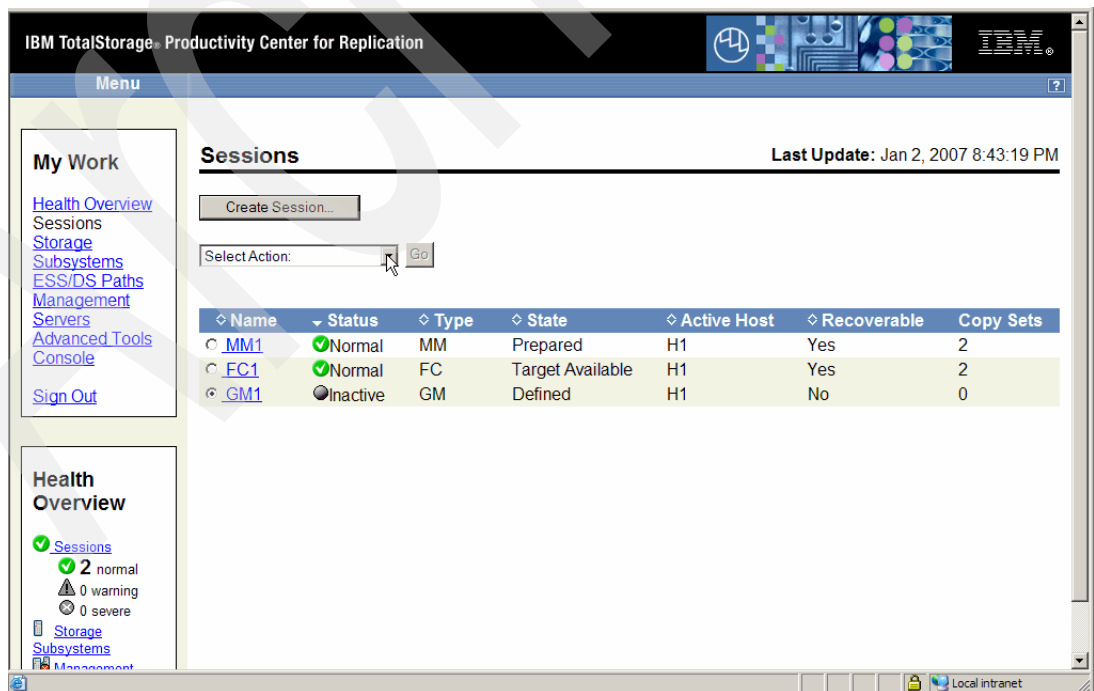 IBM TotalStorage® Productivity Center for Replication
IBM®
Menu
?
My Work
Health Overview
Sessions
Storage
Subsystems
ESS/DS Paths
Management
Servers
Advanced Tools
Console
Sign Out
Health
Overview
Sessions
2 normal
0 warning
0 severe
Storage
Subsystems
Management
Sessions
Last Update: Jan 2, 2007 8:43:19 PM
Create Session...
Select Action: Go
Name Status Type State Active Host Recoverable Copy Sets
MM1 Normal MM Prepared H1 Yes 2
FC1 Normal FC Target Available H1 Yes 2
GM1 Inactive GM Defined H1 No 0
Local intranet